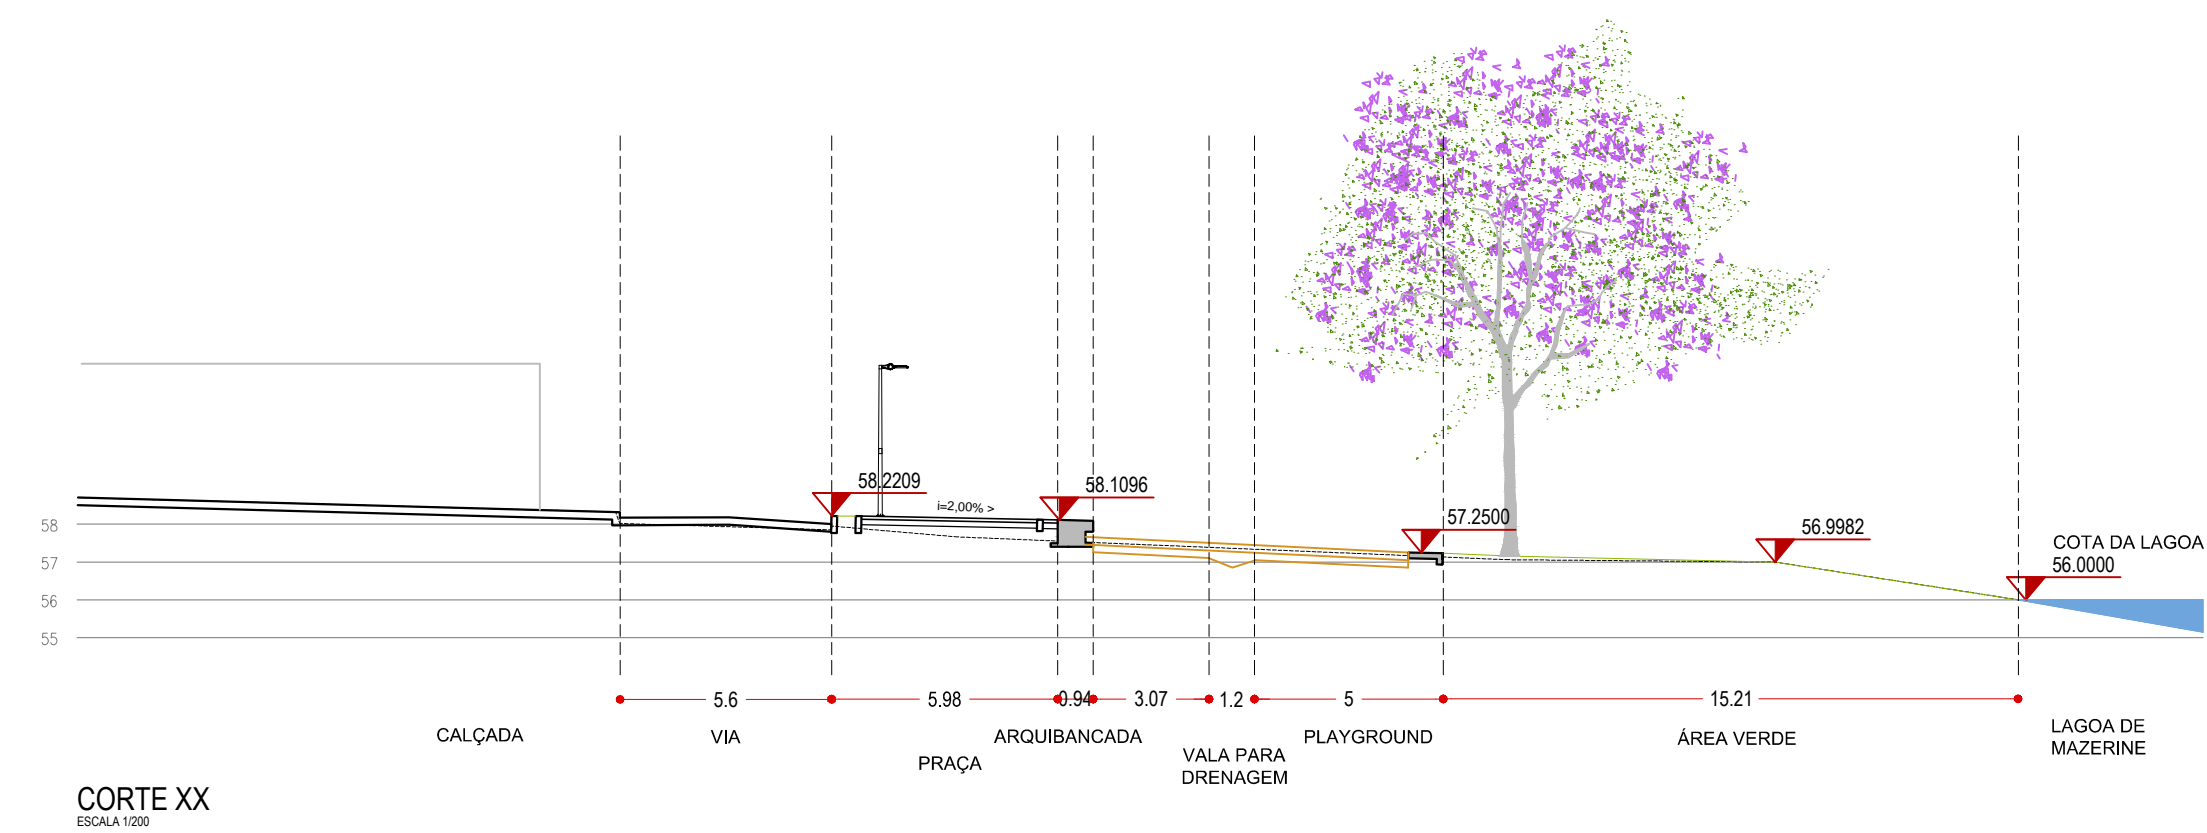 58.2209
i=2,00% >
58.1096
57.2500
56.9982
COTA DA LAGOA
56.0000
58
57
56
55
5.6
5.98
0.94
3.07
1.2
5
15.21
CALÇADA
VIA
PRAÇA
ARQUIBANCADA
VALA PARA
DRENAGEM
PLAYGROUND
ÁREA VERDE
LAGOA DE
MAZERINE
CORTE XX
ESCALA 1/200